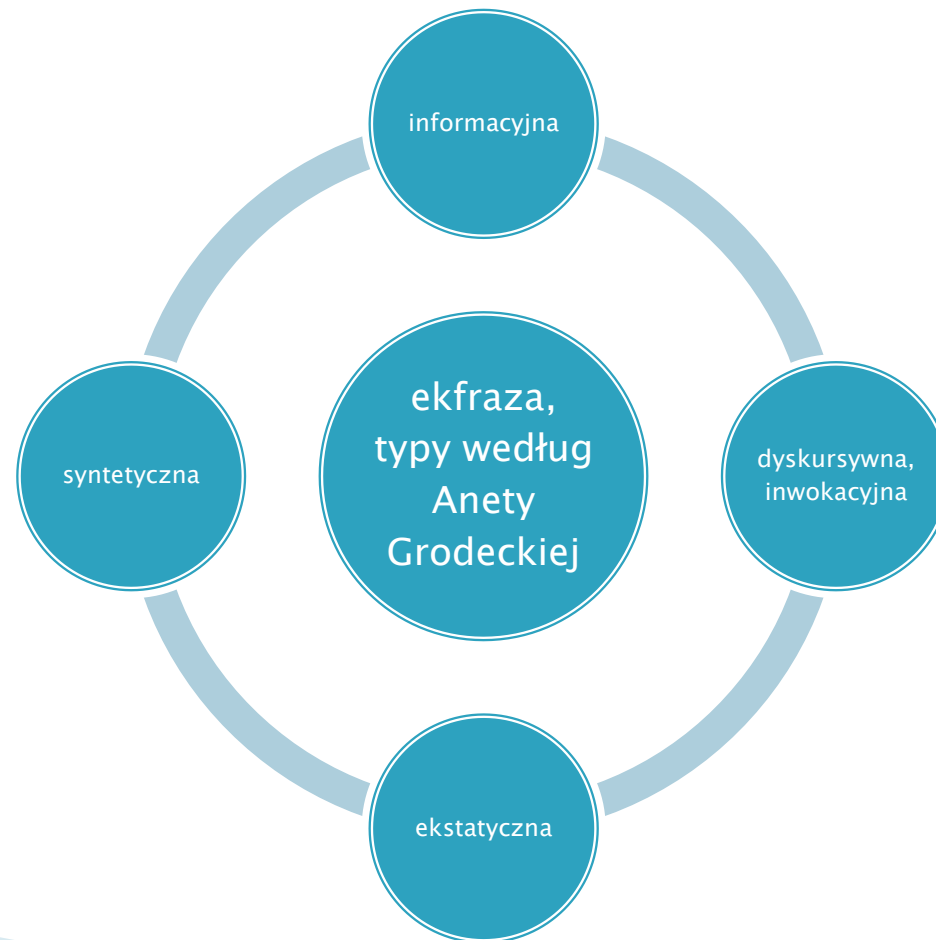 informacyjna
ekfraza,
typy według
Anety
Grodeckiej
syntetyczna
dyskursywna,
inwokacyjna
ekstatyczna